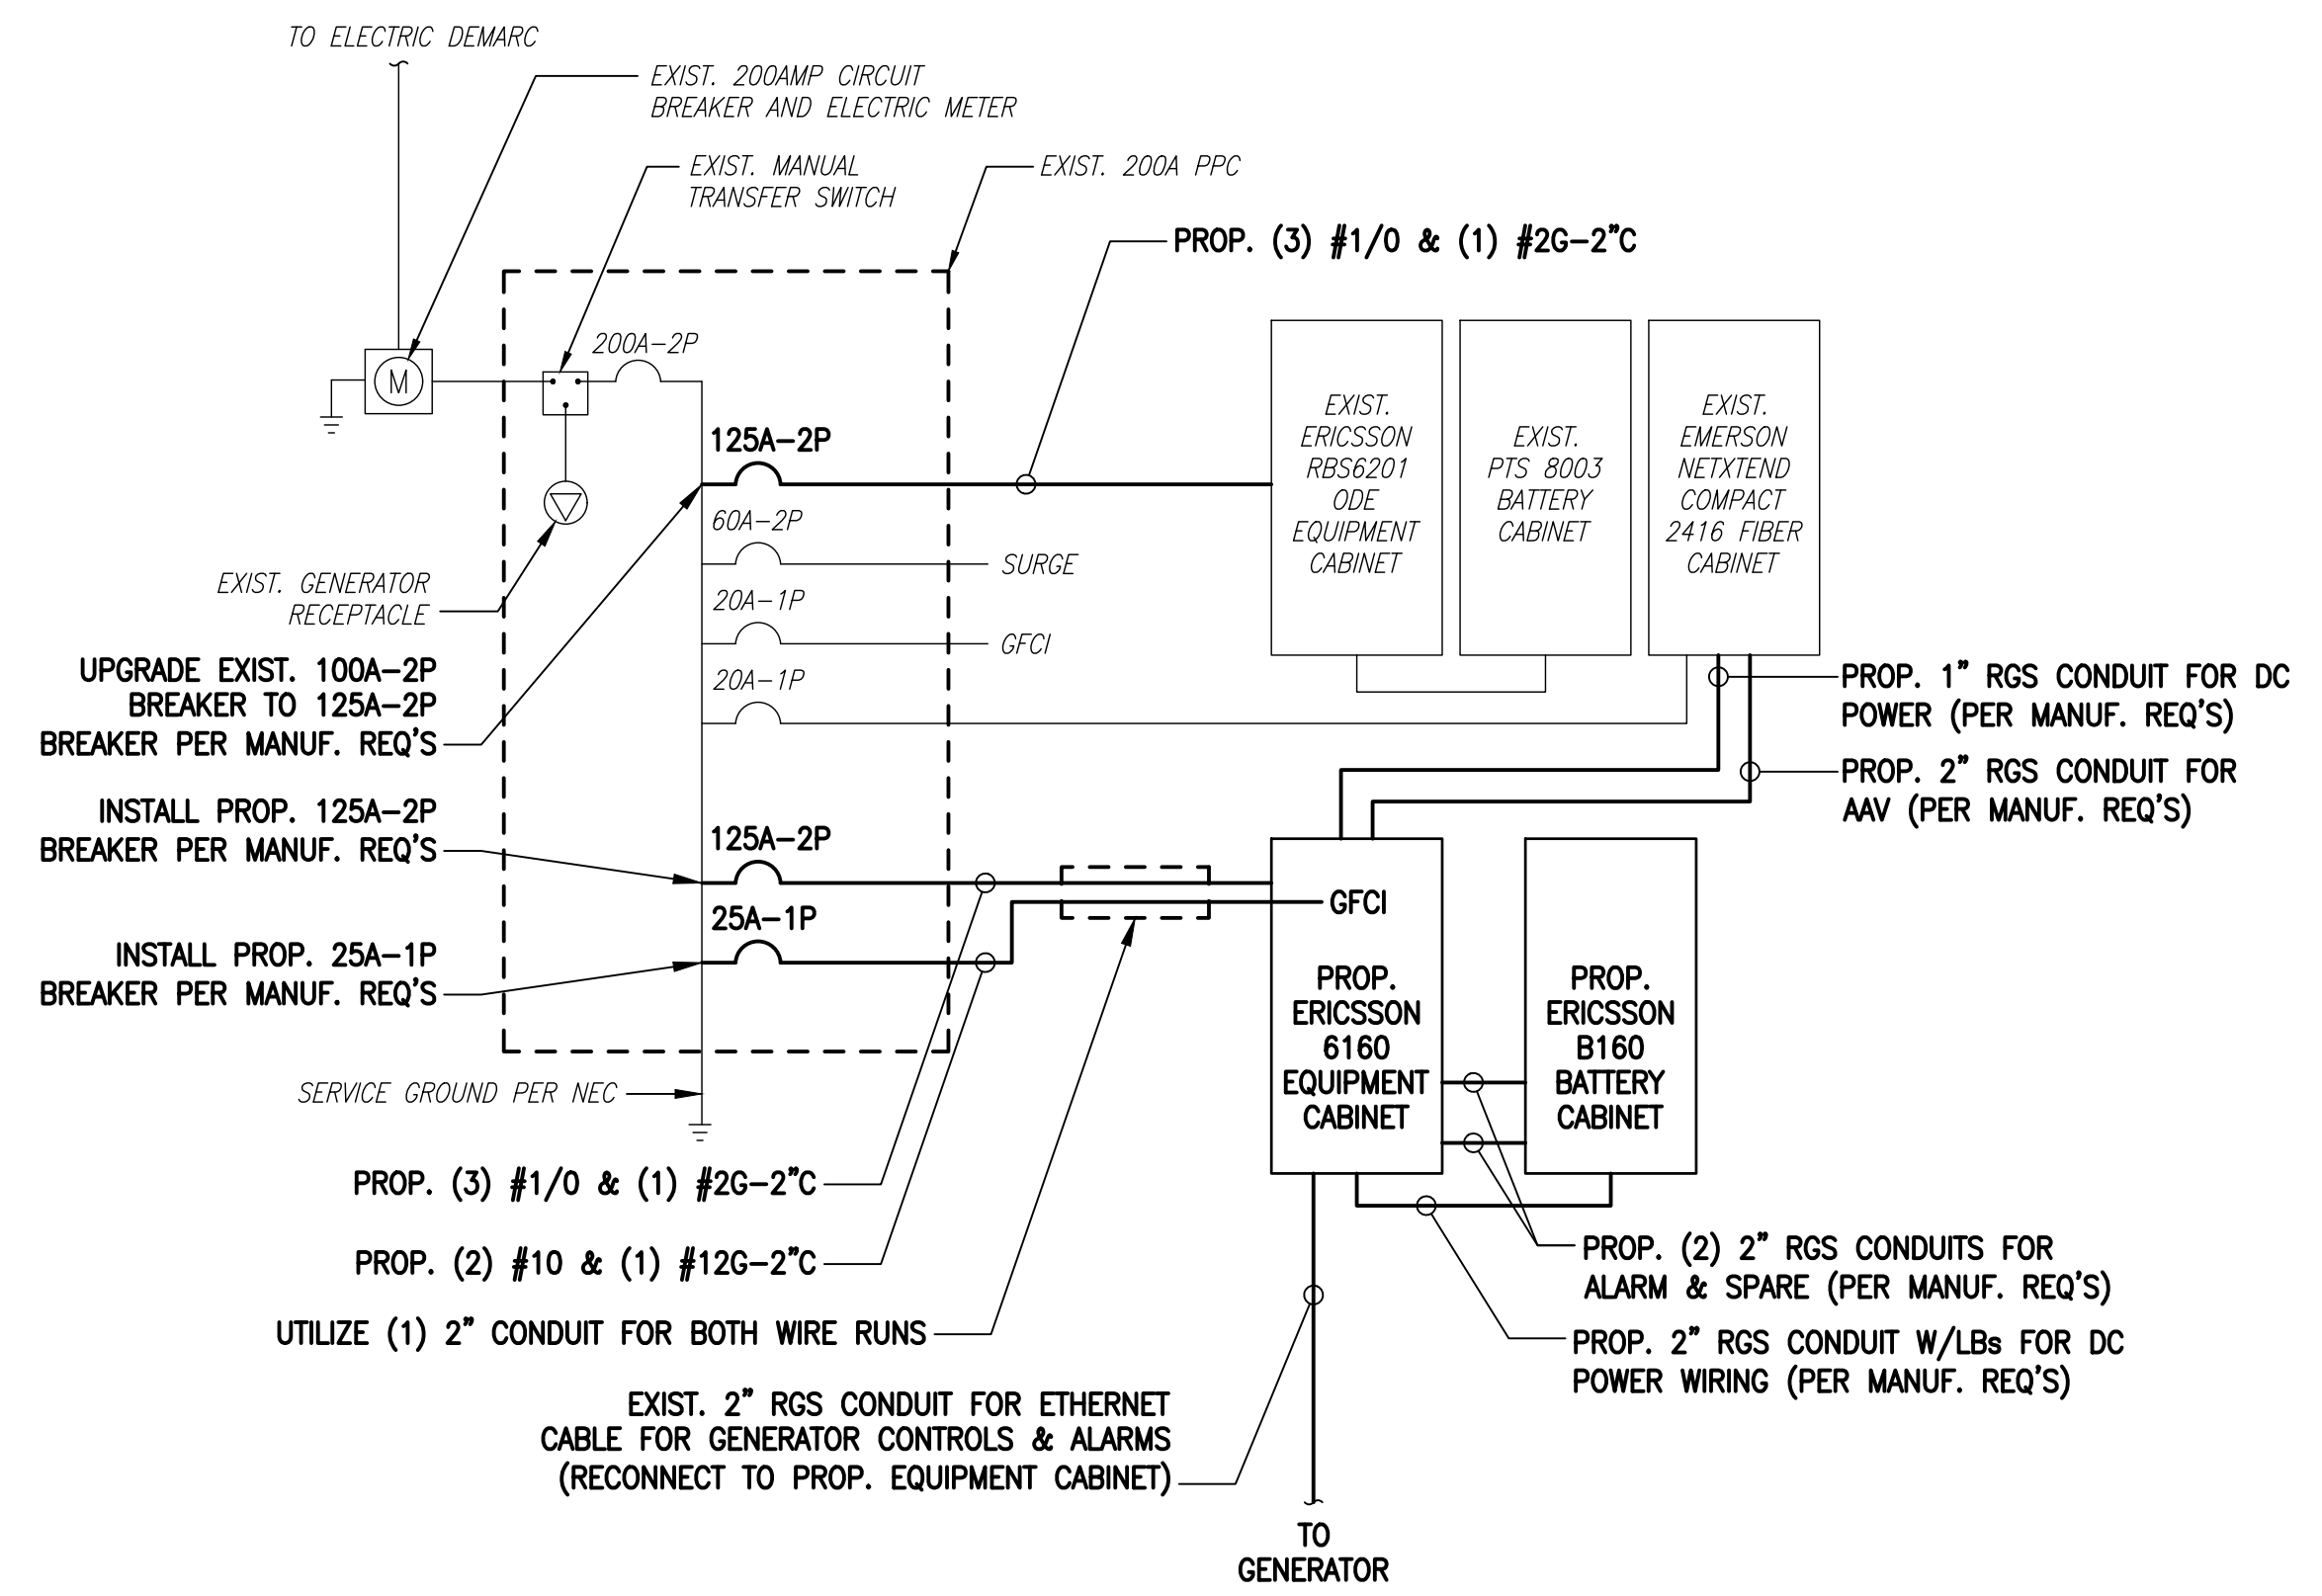 TO ELECTRIC DEMARC
EXIST. 200AMP CIRCUIT
BREAKER AND ELECTRIC METER
EXIST. MANUAL
TRANSFER SWITCH
EXIST. 200A PPC
PROP. (3) #1/0 & (1) #2G-2"C
200A-2P
M
125A-2P
60A-2P
SURGE
20A-1P
GFCI
20A-1P
EXIST.
ERICSSON
RBS6201
ODE
EQUIPMENT
CABINET
EXIST.
PTS 8003
BATTERY
CABINET
EXIST.
EMERSON
NETXTEND
COMPACT
2416 FIBER
CABINET
EXIST. GENERATOR
RECEPTACLE
UPGRADE EXIST. 100A-2P
BREAKER TO 125A-2P
BREAKER PER MANUF. REQ'S
PROP. 1" RGS CONDUIT FOR DC
POWER (PER MANUF. REQ'S)
PROP. 2" RGS CONDUIT FOR
AAV (PER MANUF. REQ'S)
INSTALL PROP. 125A-2P
BREAKER PER MANUF. REQ'S
125A-2P
25A-1P
INSTALL PROP. 25A-1P
BREAKER PER MANUF. REQ'S
GFCI
PROP.
ERICSSON
6160
EQUIPMENT
CABINET
PROP.
ERICSSON
B160
BATTERY
CABINET
SERVICE GROUND PER NEC
PROP. (3) #1/0 & (1) #2G-2"C
PROP. (2) #10 & (1) #12G-2"C
UTILIZE (1) 2" CONDUIT FOR BOTH WIRE RUNS
PROP. (2) 2" RGS CONDUITS FOR
ALARM & SPARE (PER MANUF. REQ'S)
PROP. 2" RGS CONDUIT W/LBs FOR DC
POWER WIRING (PER MANUF. REQ'S)
EXIST. 2" RGS CONDUIT FOR ETHERNET
CABLE FOR GENERATOR CONTROLS & ALARMS
(RECONNECT TO PROP. EQUIPMENT CABINET)
TO
GENERATOR